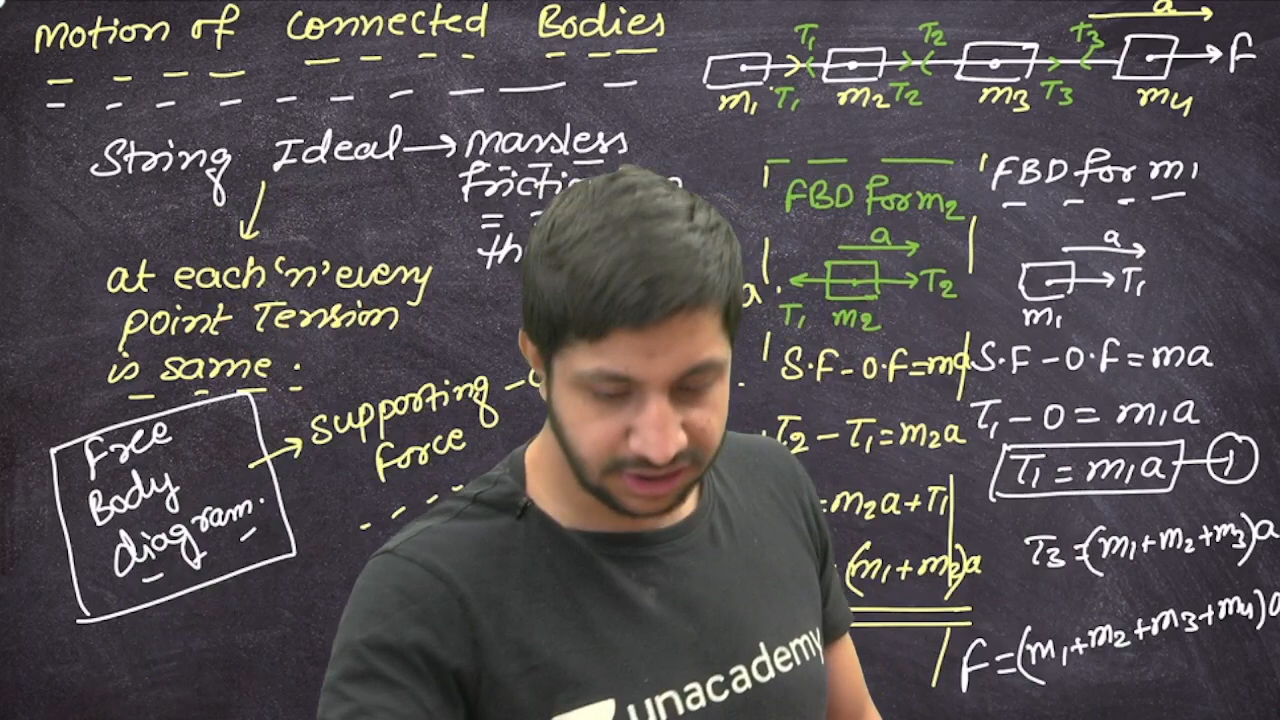 Motion of Connected Bodies
String Ideal → massless
at each 'n' every
point Tension
is same.
Free
Body
diagram.
→ supporting
force
T1 T2 T3 a
F
T1 T2 T3
m1 m2 m3 m4
FBD for m2
a
T1 T2
m2
S.F - O.F = ma
T2 - T1 = m2a
= m2a + T1
(m1 + m2)a
FBD for m1
a
T1
m1
S.F - O.F = ma
T1 - 0 = m1a
T1 = m1a - 1
T3 = (m1 + m2 + m3)a
F = (m1 + m2 + m3 + m4)a
unacademy